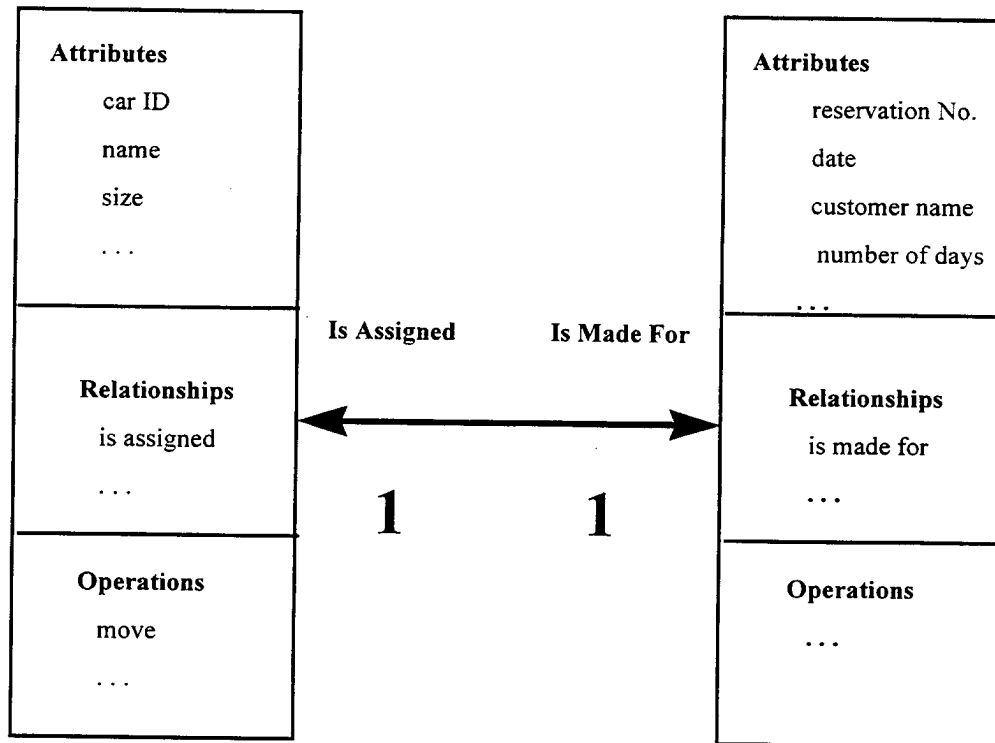 Attributes
car ID
name
size
...
Relationships
is assigned
...
Operations
move
...
Is Assigned
Is Made For
1
1
Attributes
reservation No.
date
customer name
number of days
...
Relationships
is made for
...
Operations
...